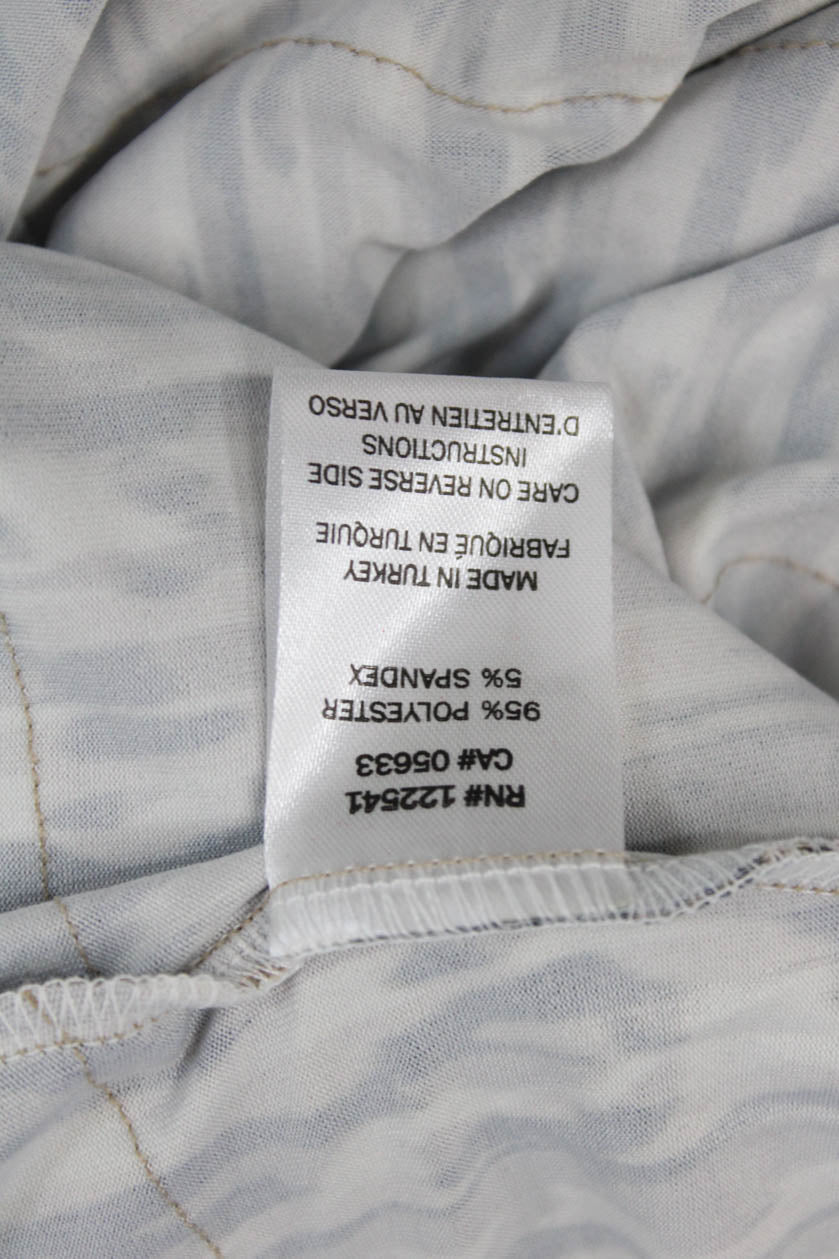 RN# 122541
CA# 05633
95% POLYESTER
5% SPANDEX
MADE IN TURKEY
FABRIQUÉ EN TURQUIE
CARE ON REVERSE SIDE
INSTRUCTIONS
D'ENTRETIEN AU VERSO